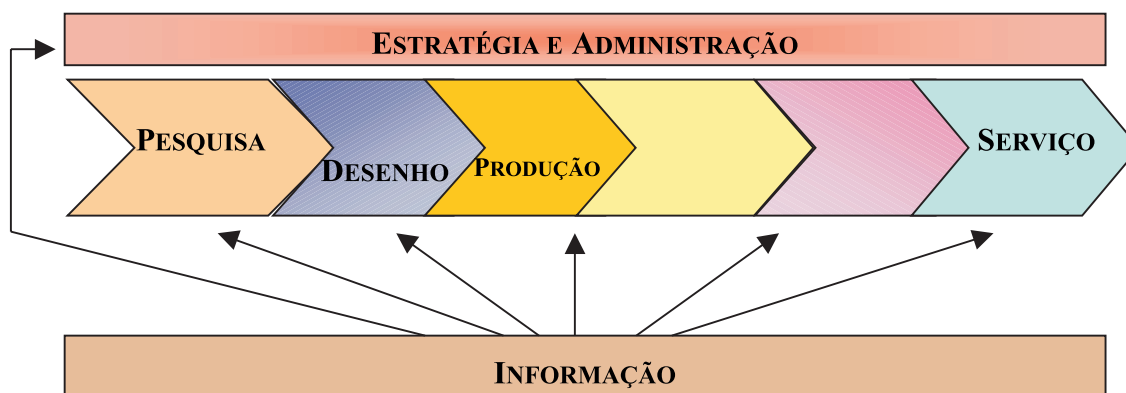 ESTRATÉGIA E ADMINISTRAÇÃO
PESQUISA
DESENHO
PRODUÇÃO
SERVIÇO
INFORMAÇÃO